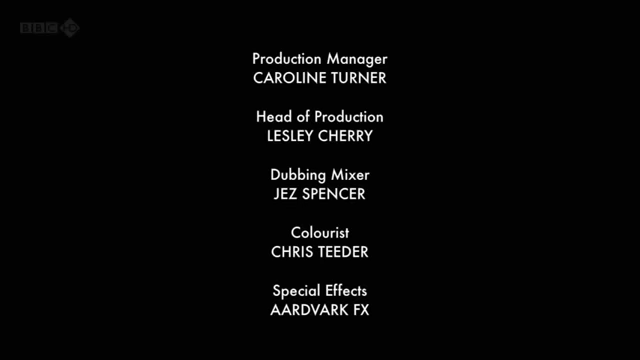 BBC HD
Production Manager
CAROLINE TURNER
Head of Production
LESLEY CHERRY
Dubbing Mixer
JEZ SPENCER
Colourist
CHRIS TEEDER
Special Effects
AARDVARK FX